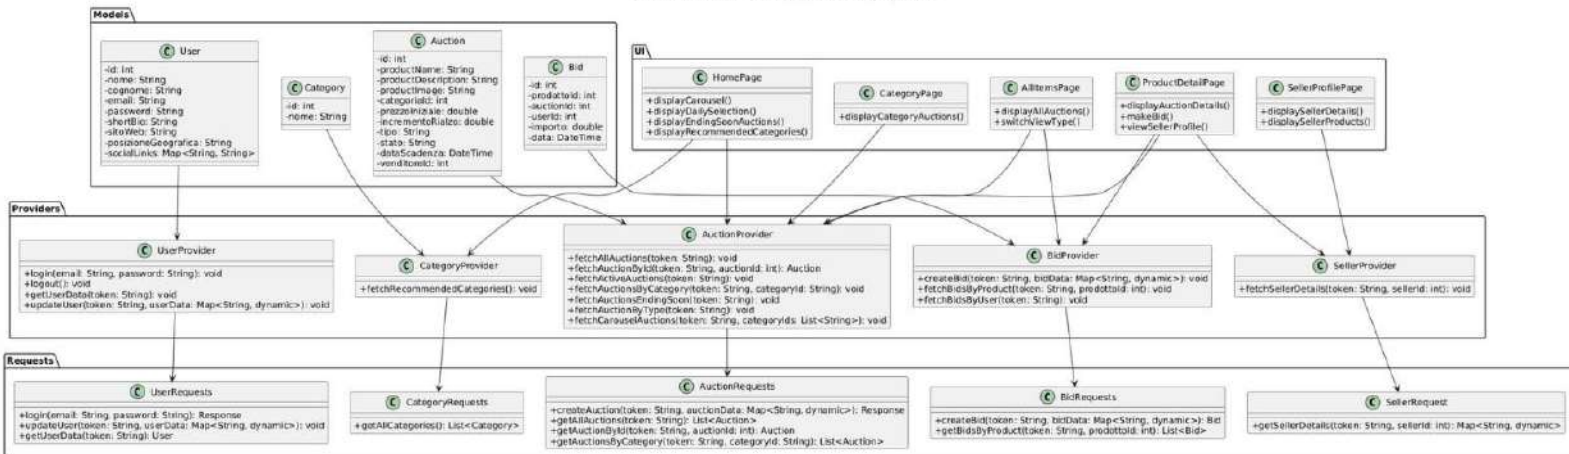 Models
C User
-id: int
-nome: String
-cognome: String
-email: String
-password: String
-shortBio: String
-sitoWeb: String
-posizioneGeografica: String
-socialLinks: Map<String, String>
C Category
-id: int
-nome: String
C Auction
-id: int
-productName: String
-productDescription: String
-productImage: String
-categoriaId: int
-prezzoIniziale: double
-incrementoRialzo: double
-tipo: String
-stato: String
-dataScadenza: DateTime
-venditoreId: int
C Bid
-id: int
-prodottoId: int
-auctionId: int
-userId: int
-importo: double
-data: DateTime
UI
C HomePage
+displayCarousel()
+displayDailySelection()
+displayEndingSoonAuctions()
+displayRecommendedCategories()
C CategoryPage
+displayCategoryAuctions()
C AllItemsPage
+displayAllAuctions()
+switchViewType()
C ProductDetailPage
+displayAuctionDetails()
+makeBid()
+viewSellerProfile()
C SellerProfilePage
+displaySellerDetails()
+displaySellerProducts()
Providers
C UserProvider
+login(email: String, password: String): void
+logout(): void
+getUserData(token: String): void
+updateUser(token: String, userData: Map<String, dynamic>): void
C CategoryProvider
+fetchRecommendedCategories(): void
C AuctionProvider
+fetchAllAuctions(token: String): void
+fetchAuctionById(token: String, auctionId: int): Auction
+fetchActiveAuctions(token: String): void
+fetchAuctionsByCategory(token: String, categoryId: String): void
+fetchAuctionsEndingSoon(token: String): void
+fetchAuctionByType(token: String): void
+fetchCarouselAuctions(token: String, categoryIds: List<String>): void
C BidProvider
+createBid(token: String, bidData: Map<String, dynamic>): void
+fetchBidsByProduct(token: String, prodottoId: int): void
+fetchBidsByUser(token: String): void
C SellerProvider
+fetchSellerDetails(token: String, sellerId: int): void
Requests
C UserRequests
+login(email: String, password: String): Response
+updateUser(token: String, userData: Map<String, dynamic>): void
+getUserData(token: String): User
C CategoryRequests
+getAllCategories(): List<Category>
C AuctionRequests
+createAuction(token: String, auctionData: Map<String, dynamic>): Response
+getAllAuctions(token: String): List<Auction>
+getAuctionById(token: String, auctionId: int): Auction
+getAuctionsByCategory(token: String, categoryId: String): List<Auction>
C BidRequests
+createBid(token: String, bidData: Map<String, dynamic>): Bid
+getBidsByProduct(token: String, prodottoId: int): List<Bid>
C SellerRequest
+getSellerDetails(token: String, sellerId: int): Map<String, dynamic>